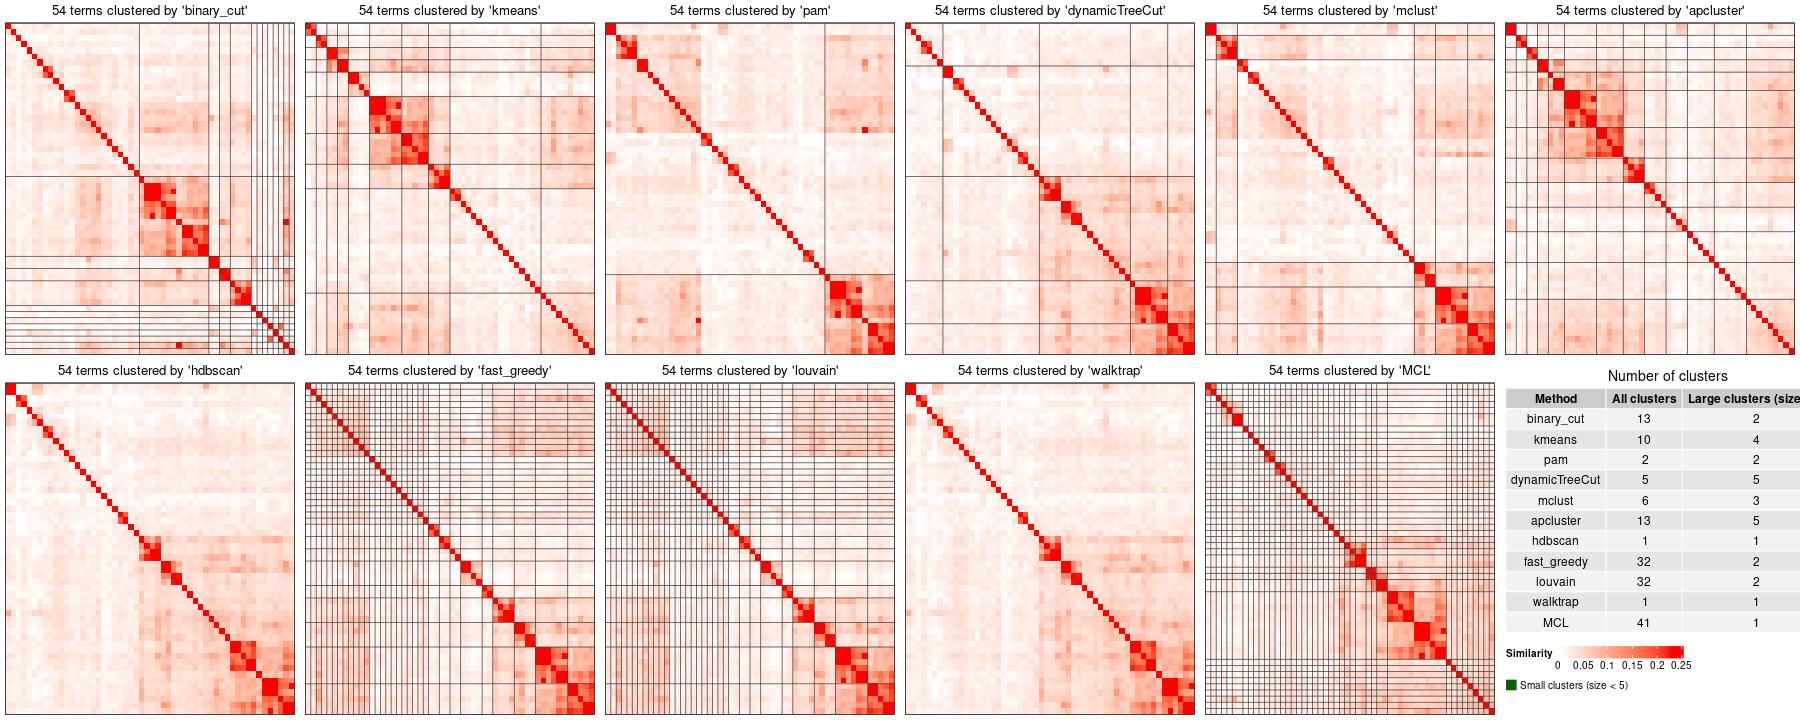 54 terms clustered by 'binary_cut'
54 terms clustered by 'kmeans'
54 terms clustered by 'pam'
54 terms clustered by 'dynamicTreeCut'
54 terms clustered by 'mclust'
54 terms clustered by 'apcluster'
54 terms clustered by 'hdbscan'
54 terms clustered by 'fast_greedy'
54 terms clustered by 'louvain'
54 terms clustered by 'walktrap'
54 terms clustered by 'MCL'
Number of clusters
Method All clusters Large clusters (size
binary_cut 13 2
kmeans 10 4
pam 2 2
dynamicTreeCut 5 5
mclust 6 3
apcluster 13 5
hdbscan 1 1
fast_greedy 32 2
louvain 32 2
walktrap 1 1
MCL 41 1
Similarity
0 0.05 0.1 0.15 0.2 0.25
Small clusters (size < 5)